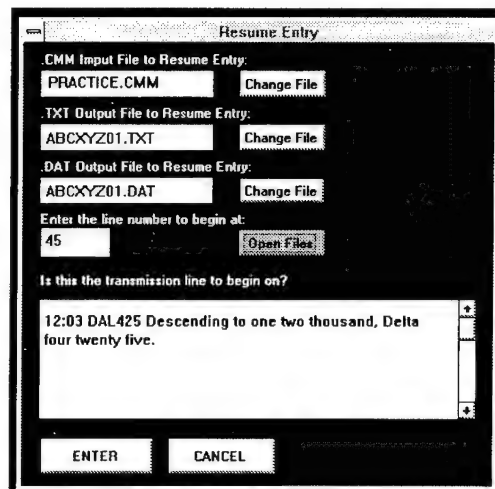 Resume Entry
.CMM Imput File to Resume Entry:
PRACTICE.CMM Change File
.TXT Output File to Resume Entry:
ABCXYZ01.TXT Change File
.DAT Output File to Resume Entry:
ABCXYZ01.DAT Change File
Enter the line number to begin at:
45 Open Files
Is this the transmission line to begin on?
12:03 DAL425 Descending to one two thousand, Delta
four twenty five.
ENTER CANCEL